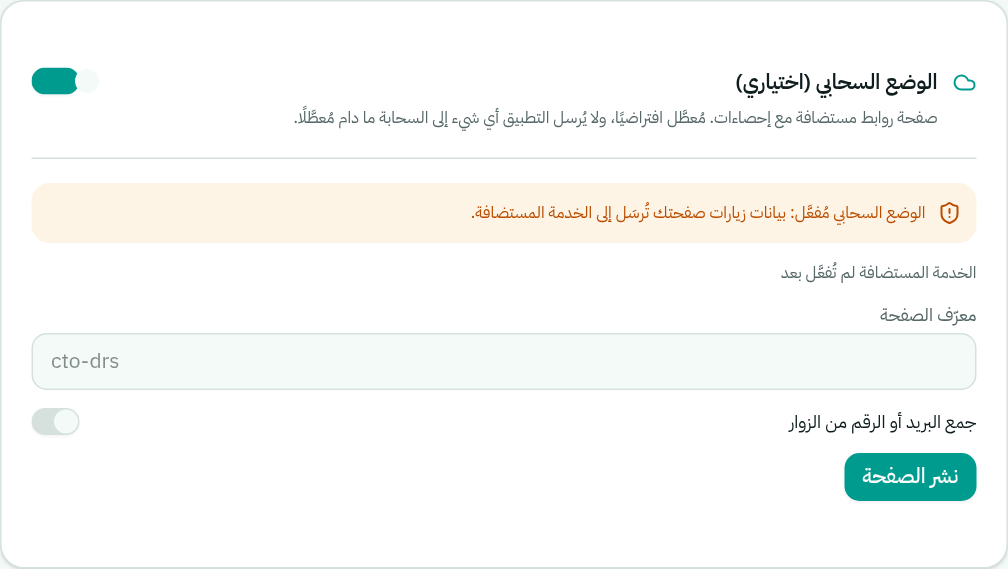 الوضع السحابي (اختياري)
صفحة روابط مستضافة مع إحصاءات. مُعطَّل افتراضيًا، ولا يُرسل التطبيق أي شيء إلى السحابة ما دام مُعطَّلًا.
الوضع السحابي مُفعَّل: بيانات زيارات صفحتك تُرسَل إلى الخدمة المستضافة.
الخدمة المستضافة لم تُفعَّل بعد
معرّف الصفحة
cto-drs
جمع البريد أو الرقم من الزوار
نشر الصفحة